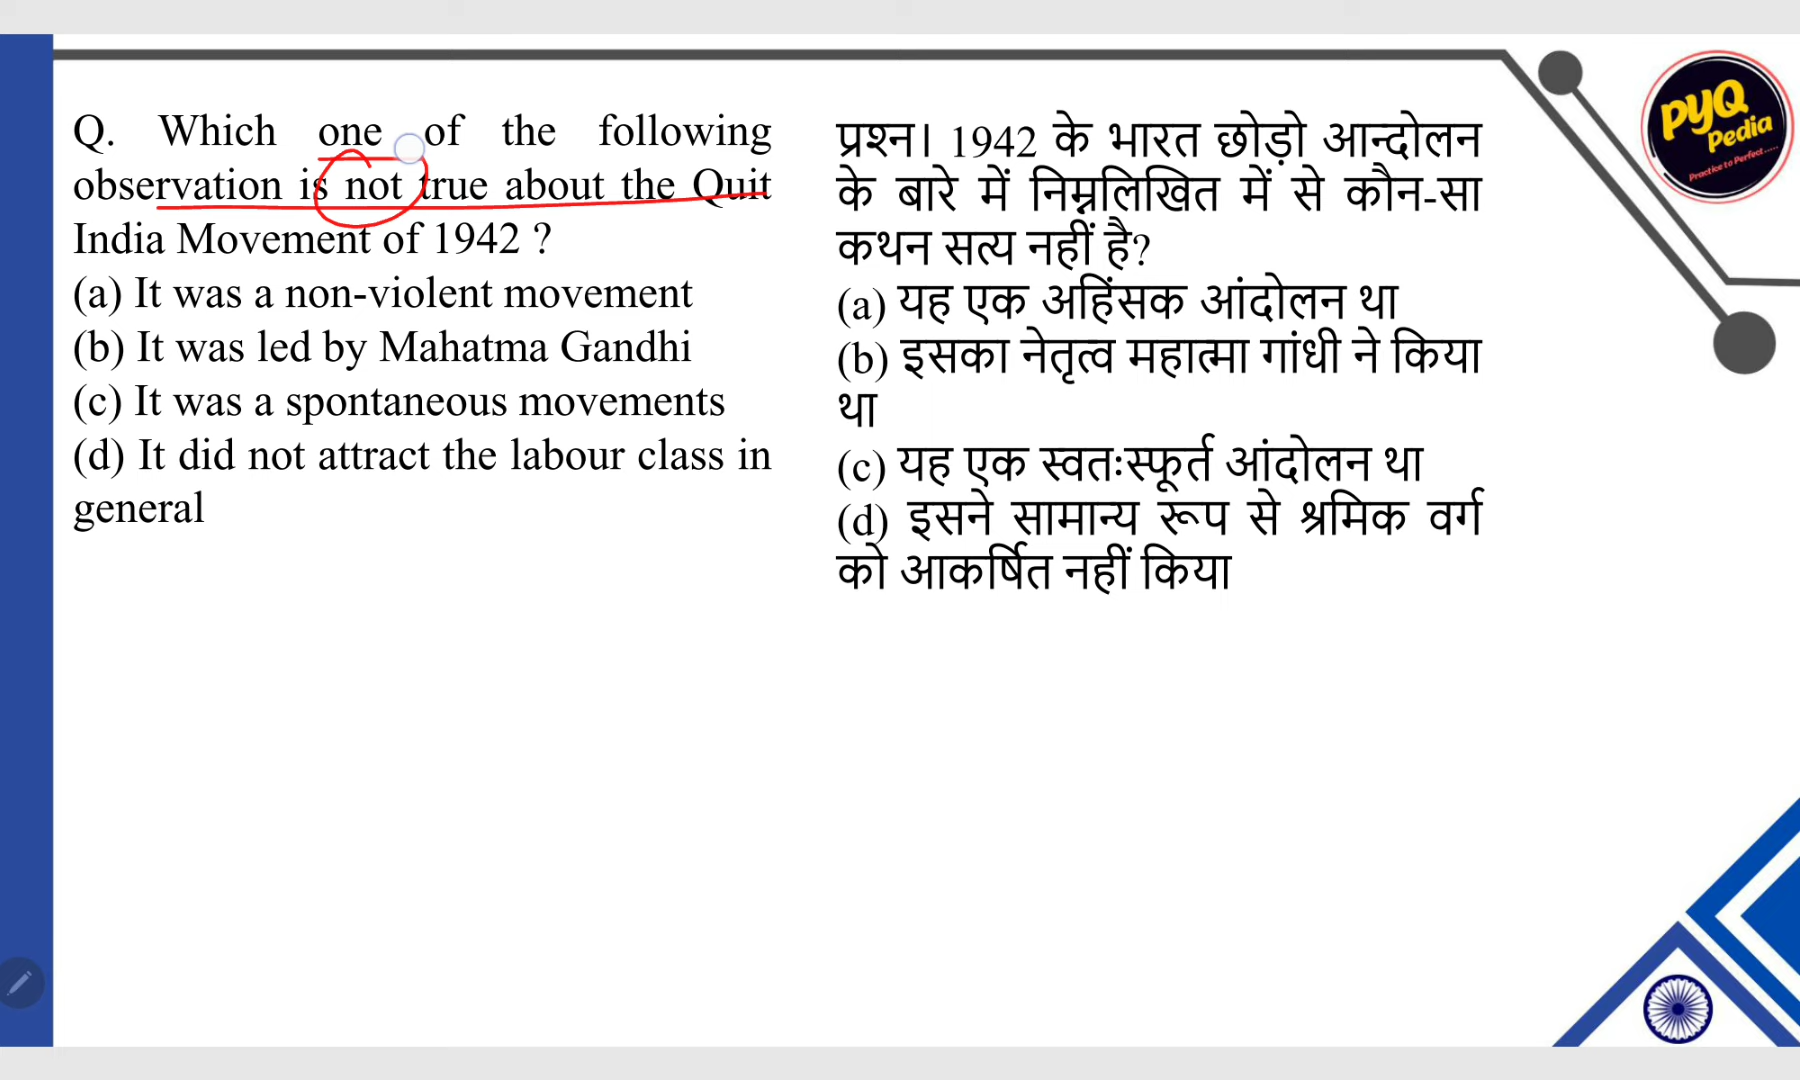 Q. Which one of the following
observation is not true about the Quit
India Movement of 1942 ?
(a) It was a non-violent movement
(b) It was led by Mahatma Gandhi
(c) It was a spontaneous movements
(d) It did not attract the labour class in
general
प्रश्न। 1942 के भारत छोड़ो आन्दोलन
के बारे में निम्नलिखित में से कौन-सा
कथन सत्य नहीं है?
(a) यह एक अहिंसक आंदोलन था
(b) इसका नेतृत्व महात्मा गांधी ने किया
था
(c) यह एक स्वतःस्फूर्त आंदोलन था
(d) इसने सामान्य रूप से श्रमिक वर्ग
को आकर्षित नहीं किया
PYQ
Pedia
Practice to Perfect.....